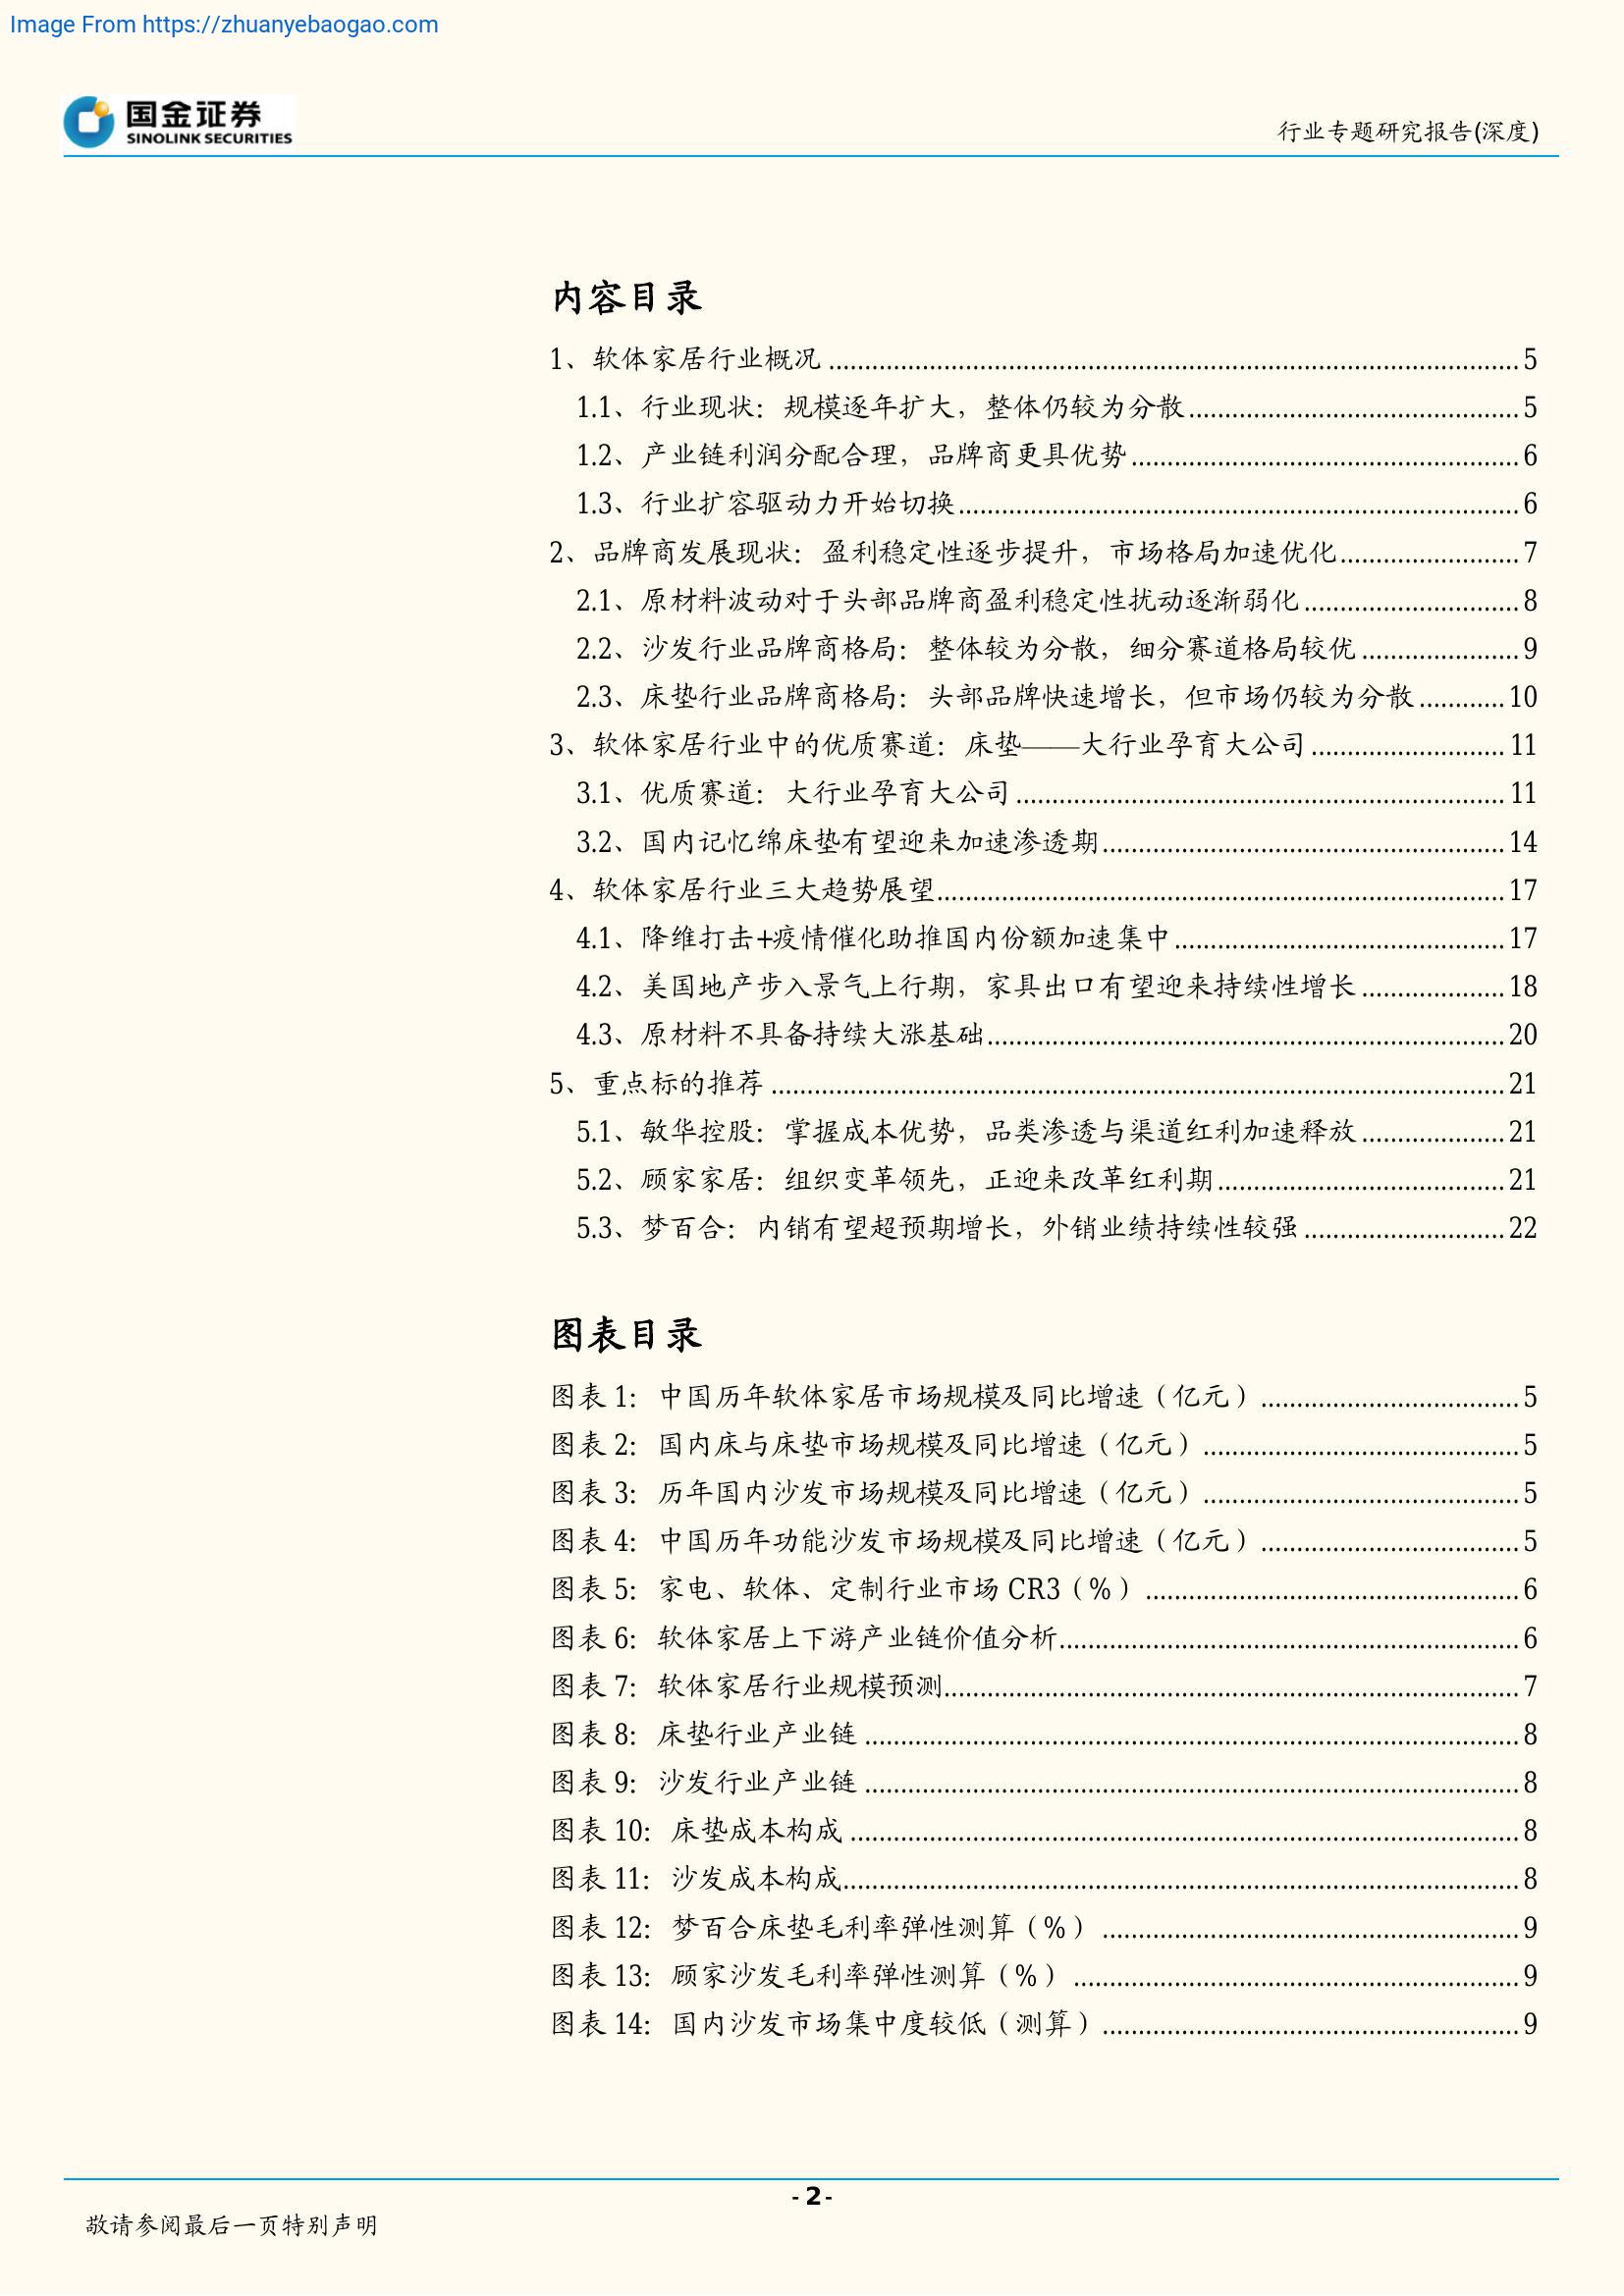 Image From https://zhuanyebaogao.com
国金证券
SINOLINK SECURITIES
行业专题研究报告(深度)
内容目录
1、软体家居行业概况 ........ 5
1.1、行业现状：规模逐年扩大，整体仍较为分散 ........ 5
1.2、产业链利润分配合理，品牌商更具优势 ........ 6
1.3、行业扩容驱动力开始切换 ........ 6
2、品牌商发展现状：盈利稳定性逐步提升，市场格局加速优化 ........ 7
2.1、原材料波动对于头部品牌商盈利稳定性扰动逐渐弱化 ........ 8
2.2、沙发行业品牌商格局：整体较为分散，细分赛道格局较优 ........ 9
2.3、床垫行业品牌商格局：头部品牌快速增长，但市场仍较为分散 ........ 10
3、软体家居行业中的优质赛道：床垫——大行业孕育大公司 ........ 11
3.1、优质赛道：大行业孕育大公司 ........ 11
3.2、国内记忆绵床垫有望迎来加速渗透期 ........ 14
4、软体家居行业三大趋势展望 ........ 17
4.1、降维打击+疫情催化助推国内份额加速集中 ........ 17
4.2、美国地产步入景气上行期，家具出口有望迎来持续性增长 ........ 18
4.3、原材料不具备持续大涨基础 ........ 20
5、重点标的推荐 ........ 21
5.1、敏华控股：掌握成本优势，品类渗透与渠道红利加速释放 ........ 21
5.2、顾家家居：组织变革领先，正迎来改革红利期 ........ 21
5.3、梦百合：内销有望超预期增长，外销业绩持续性较强 ........ 22
图表目录
图表 1：中国历年软体家居市场规模及同比增速（亿元） ........ 5
图表 2：国内床与床垫市场规模及同比增速（亿元） ........ 5
图表 3：历年国内沙发市场规模及同比增速（亿元） ........ 5
图表 4：中国历年功能沙发市场规模及同比增速（亿元） ........ 5
图表 5：家电、软体、定制行业市场 CR3（%） ........ 6
图表 6：软体家居上下游产业链价值分析 ........ 6
图表 7：软体家居行业规模预测 ........ 7
图表 8：床垫行业产业链 ........ 8
图表 9：沙发行业产业链 ........ 8
图表 10：床垫成本构成 ........ 8
图表 11：沙发成本构成 ........ 8
图表 12：梦百合床垫毛利率弹性测算（%） ........ 9
图表 13：顾家沙发毛利率弹性测算（%） ........ 9
图表 14：国内沙发市场集中度较低（测算） ........ 9
- 2 -
敬请参阅最后一页特别声明